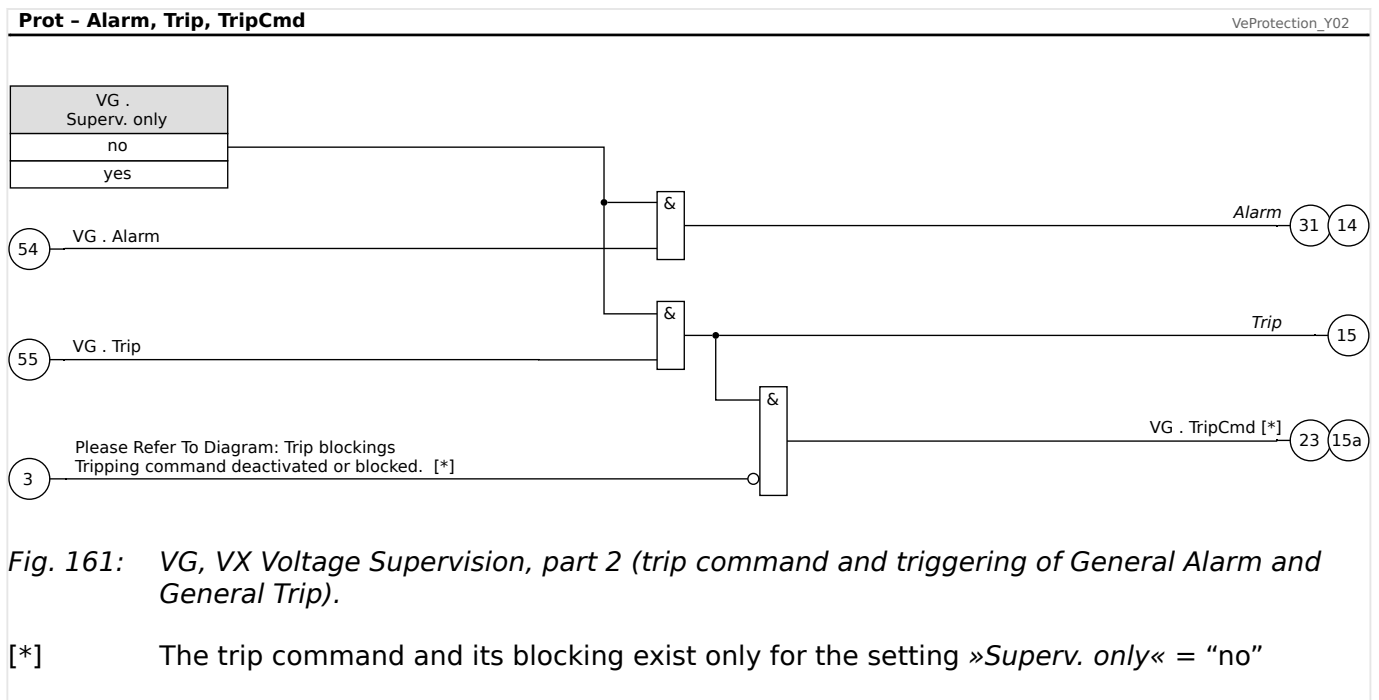 Prot – Alarm, Trip, TripCmd
VeProtection_Y02
VG .
Superv. only
no
yes
&
Alarm
31
14
54
VG . Alarm
&
Trip
15
55
VG . Trip
&
VG . TripCmd [*]
23
15a
Please Refer To Diagram: Trip blockings
Tripping command deactivated or blocked. [*]
3
Fig. 161: VG, VX Voltage Supervision, part 2 (trip command and triggering of General Alarm and
General Trip).
[*] The trip command and its blocking exist only for the setting »Superv. only« = “no”